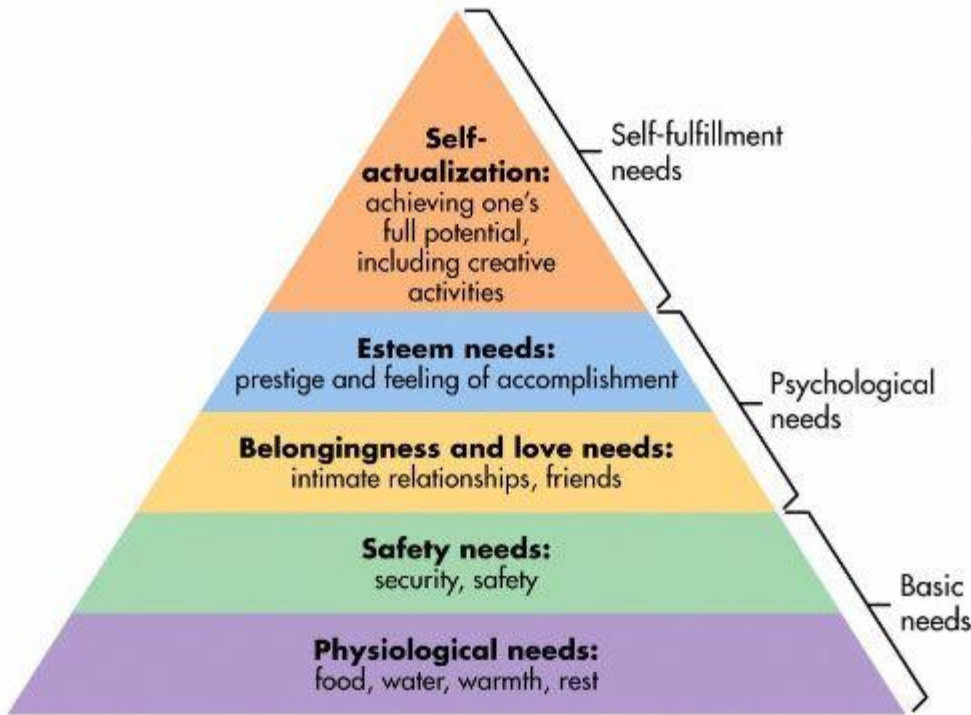 Self-
actualization:
achieving one's
full potential,
including creative
activities
Self-fulfillment
needs
Esteem needs:
prestige and feeling of accomplishment
Psychological
needs
Belongingness and love needs:
intimate relationships, friends
Safety needs:
security, safety
Basic
needs
Physiological needs:
food, water, warmth, rest